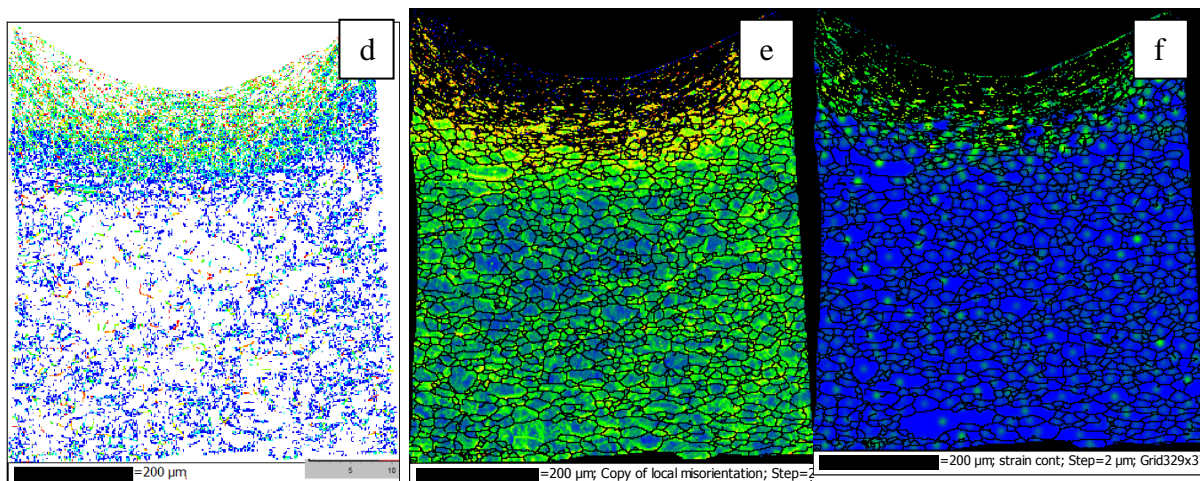 d
e
f
5 10
=200 µm;
=200 µm; Copy of local misorientation; Step=2
=200 µm; strain cont; Step=2 µm; Grid329x3